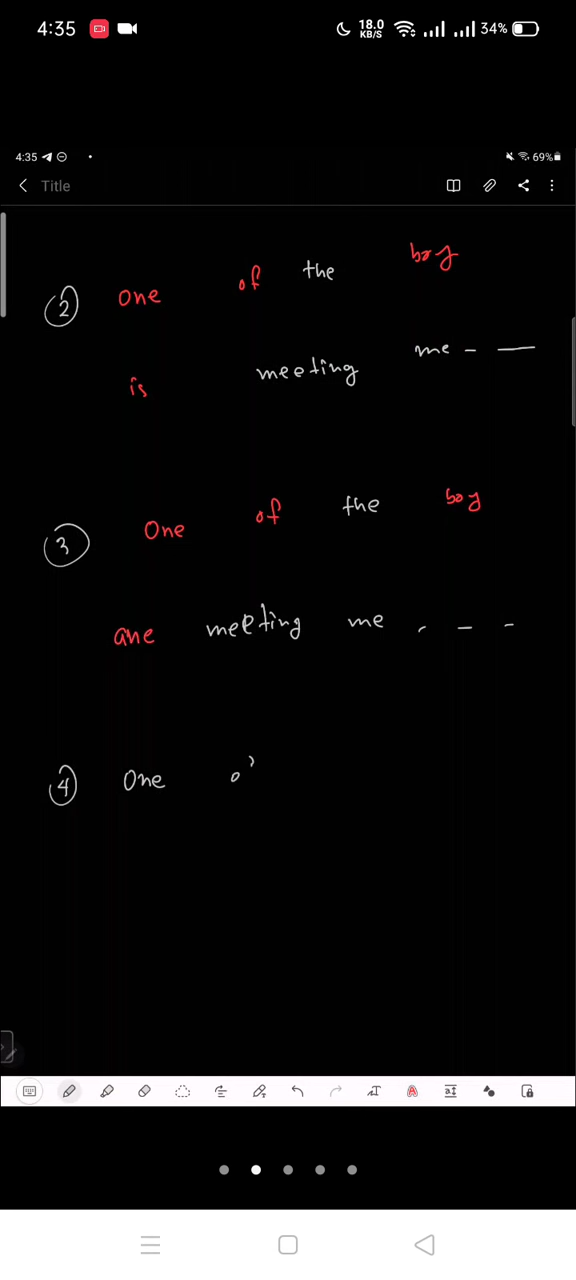 4:35 18.0 KB/S 34%
4:35 69%
Title
2 one of the boy
is meeting me - —
3 One of the boy
are meeting me - - -
4 One